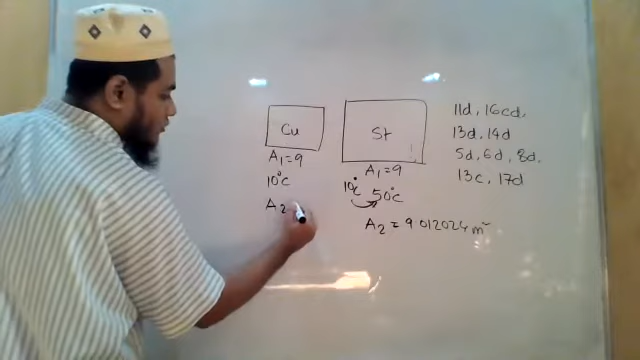 Cu
A₁ = 9
10°c
A₂
St
A₁ = 9
10°c 50°c
A₂ = 9.012024 m²
11d, 16cd,
13d, 14d
5d, 6d, 8d.
13c, 17d